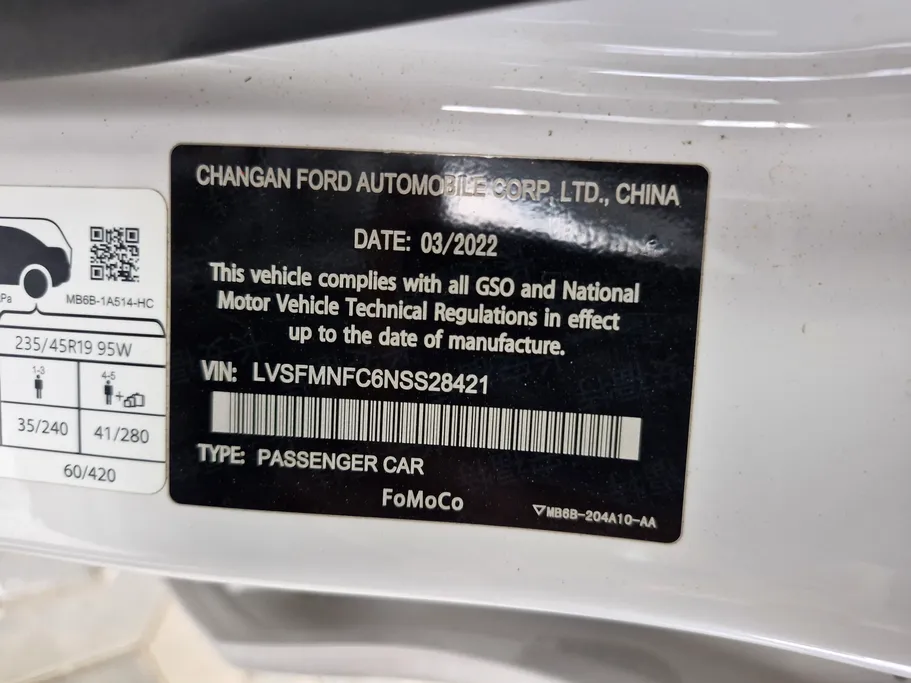 CHANGAN FORD AUTOMOBILE CORP. LTD., CHINA
DATE: 03/2022
This vehicle complies with all GSO and National
Motor Vehicle Technical Regulations in effect
up to the date of manufacture.
VIN: LVSFMNFC6NSS28421
TYPE: PASSENGER CAR
FoMoCo
MB6B-204A10-AA
Pa
MB6B-1A514-HC
235/45R19 95W
1-3
4-5
+
35/240
41/280
60/420